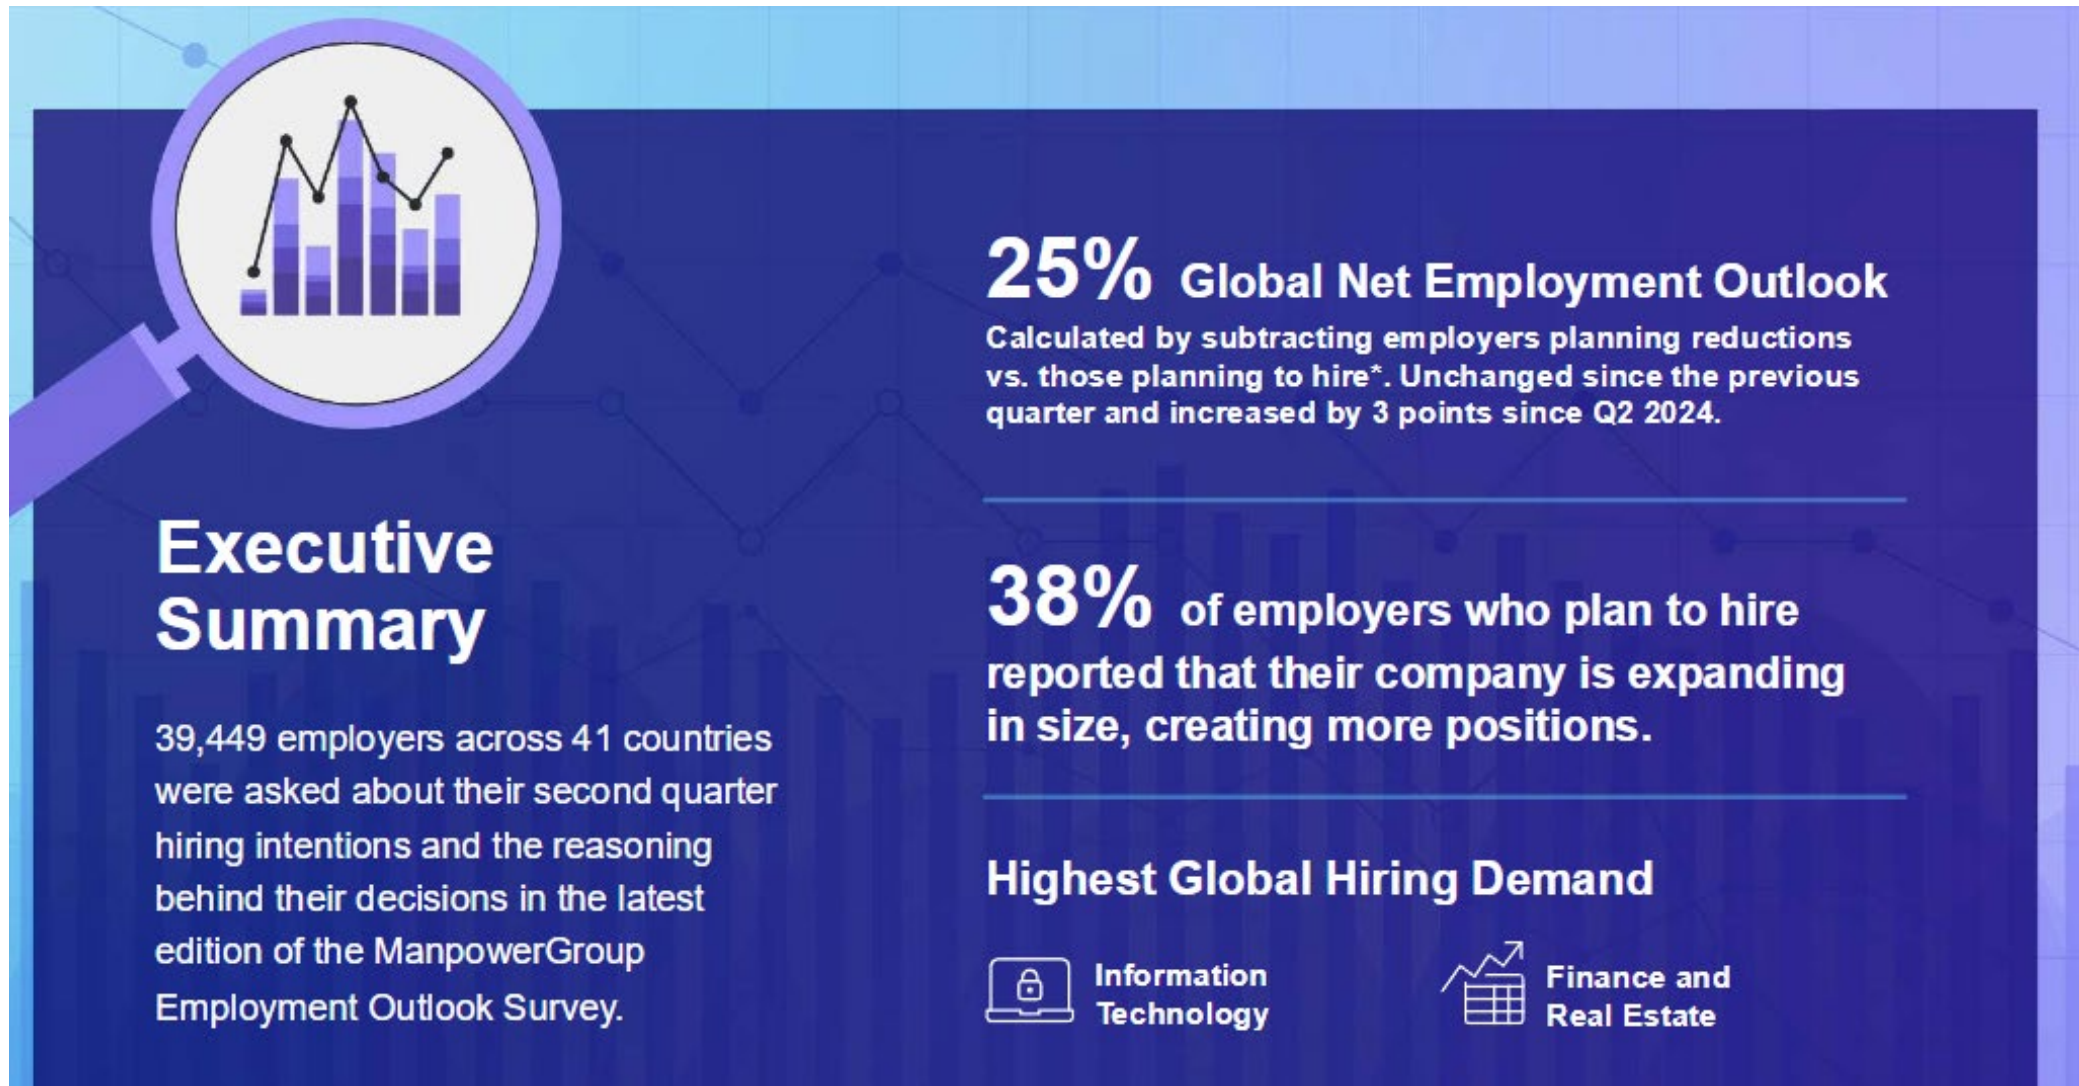 Executive
Summary
39,449 employers across 41 countries
were asked about their second quarter
hiring intentions and the reasoning
behind their decisions in the latest
edition of the ManpowerGroup
Employment Outlook Survey.
25% Global Net Employment Outlook
Calculated by subtracting employers planning reductions
vs. those planning to hire*. Unchanged since the previous
quarter and increased by 3 points since Q2 2024.
38% of employers who plan to hire
reported that their company is expanding
in size, creating more positions.
Highest Global Hiring Demand
Information
Technology
Finance and
Real Estate